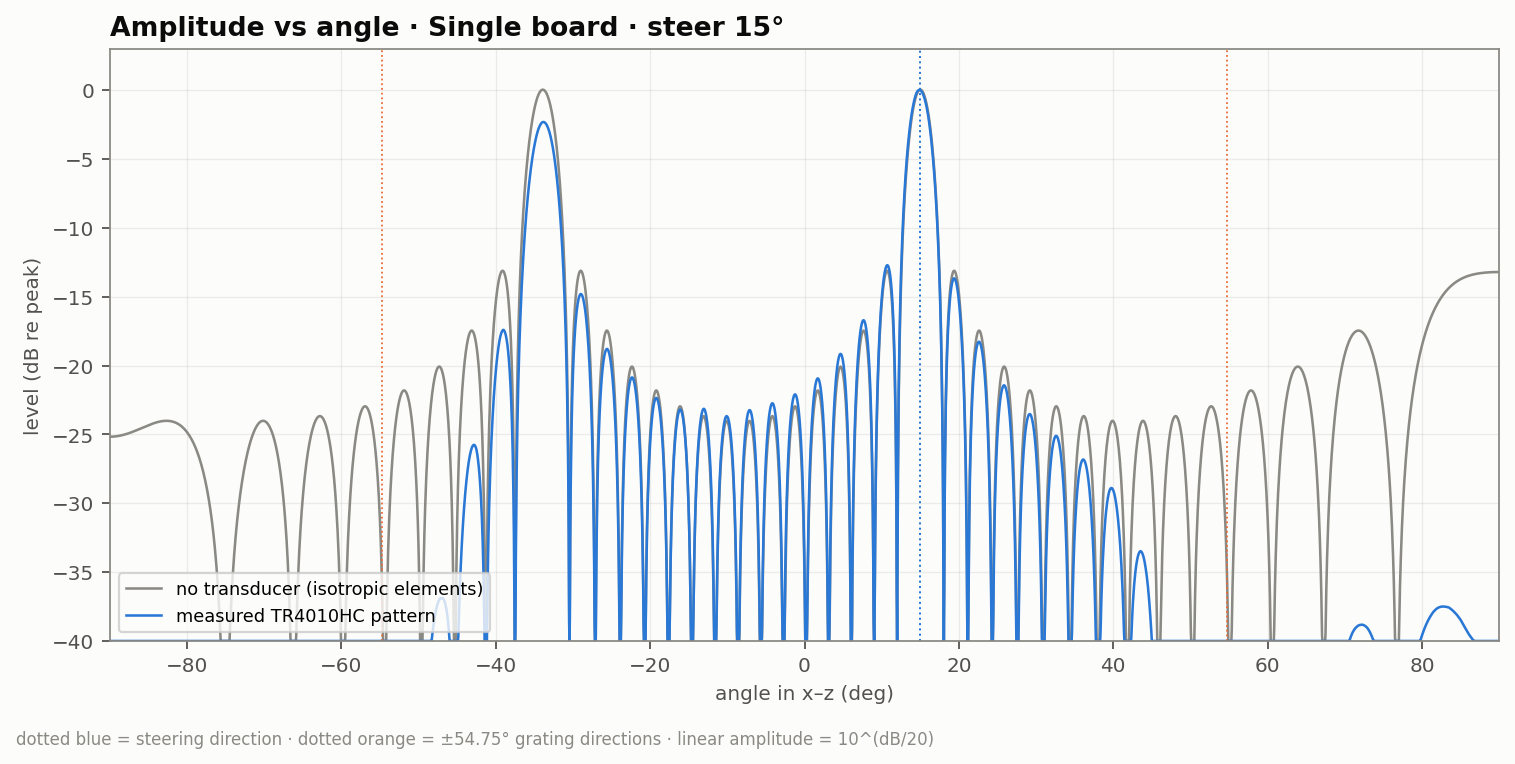 Amplitude vs angle · Single board · steer 15°
level (dB re peak)
0
−5
−10
−15
−20
−25
−30
−35
−40
no transducer (isotropic elements)
measured TR4010HC pattern
−80 −60 −40 −20 0 20 40 60 80
angle in x–z (deg)
dotted blue = steering direction · dotted orange = ±54.75° grating directions · linear amplitude = 10^(dB/20)